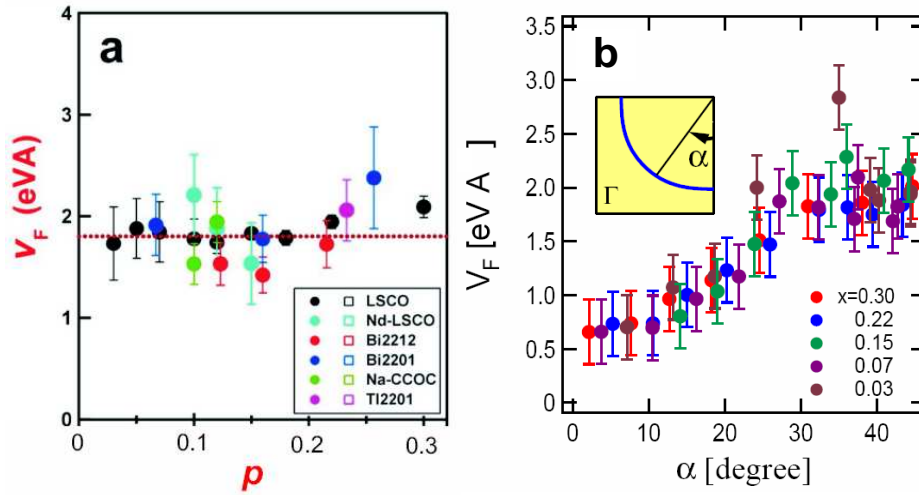 a
4
3
2
1
0
0
0.1
0.2
0.3
v_F (eVA)
p
LSCO
Nd-LSCO
Bi2212
Bi2201
Na-CCOC
Tl2201
b
3.5
3.0
2.5
2.0
1.5
1.0
0.5
0.0
0
10
20
30
40
V_F [eV A]
α [degree]
Γ
α
x=0.30
0.22
0.15
0.07
0.03